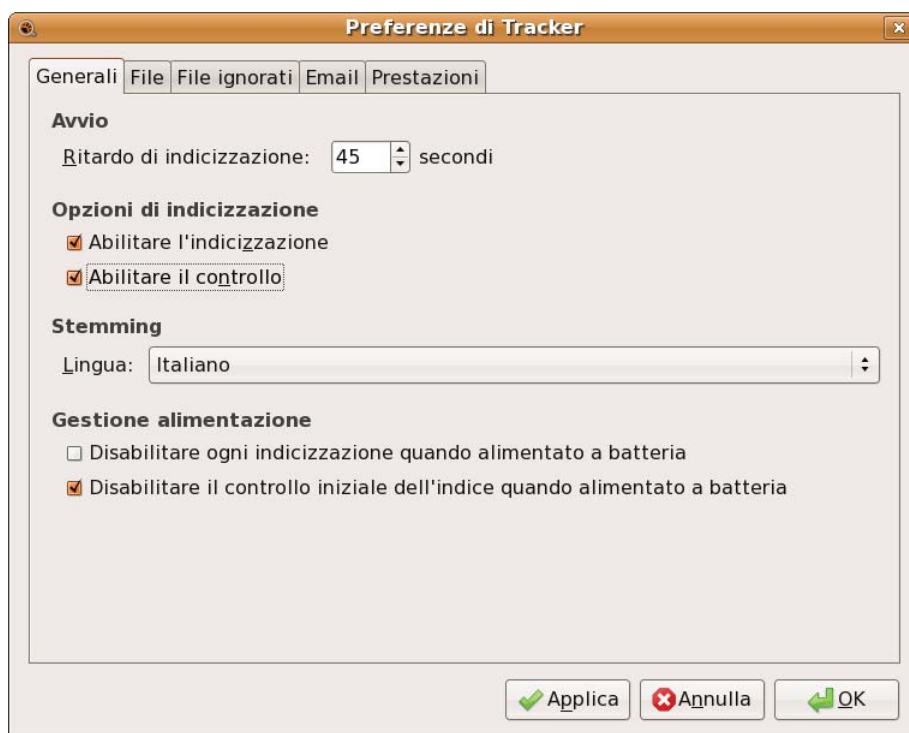 Preferenze di Tracker
Generali File File ignorati Email Prestazioni
Avvio
Ritardo di indicizzazione: 45 secondi
Opzioni di indicizzazione
Abilitare l'indicizzazione
Abilitare il controllo
Stemming
Lingua: Italiano
Gestione alimentazione
Disabilitare ogni indicizzazione quando alimentato a batteria
Disabilitare il controllo iniziale dell'indice quando alimentato a batteria
Applica Annulla OK